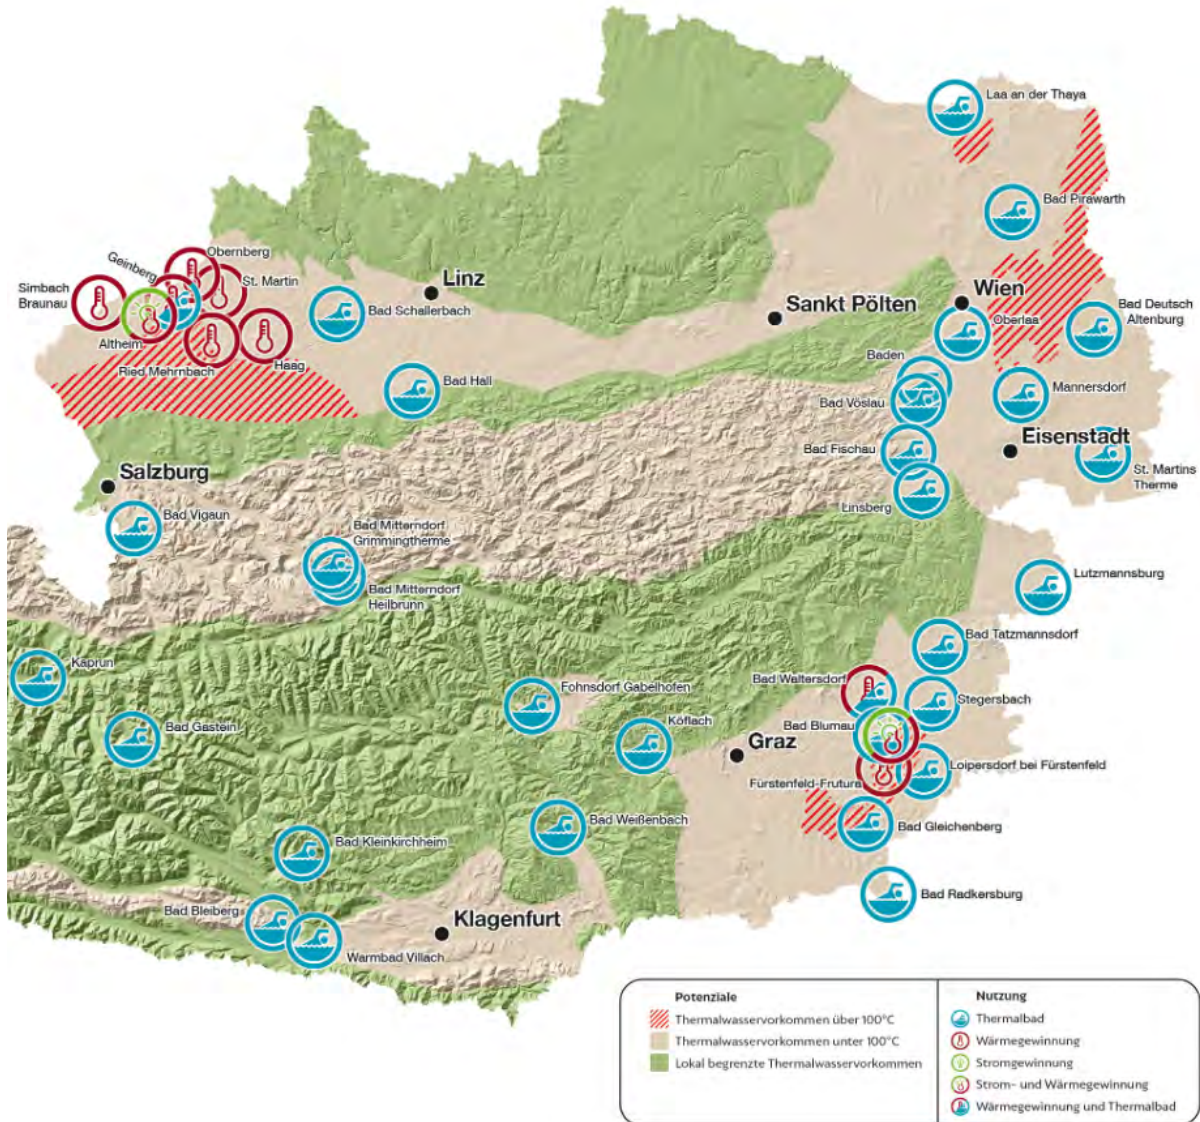 Laa an der Thaya
Bad Pirawarth
Obernberg
Geinberg
St. Martin
Simbach
Braunau
Linz
Bad Schallerbach
Altheim
Ried Mehrnbach
Haag
Bad Hall
Sankt Pölten
Wien
Oberlaa
Bad Deutsch
Altenburg
Baden
Bad Vöslau
Mannersdorf
Bad Fischau
Eisenstadt
St. Martins
Therme
Linsberg
Salzburg
Bad Vigaun
Bad Mitterndorf
Grimmingtherme
Bad Mitterndorf
Heilbrunn
Lutzmannsburg
Kaprun
Bad Tatzmannsdorf
Bad Waltersdorf
Fohnsdorf Gabelhofen
Stegersbach
Bad Gastein
Köflach
Bad Blumau
Graz
Loipersdorf bei Fürstenfeld
Fürstenfeld-Frutura
Bad Weißenbach
Bad Gleichenberg
Bad Kleinkirchheim
Bad Radkersburg
Bad Bleiberg
Klagenfurt
Warmbad Villach
Potenziale
Thermalwasservorkommen über 100°C
Thermalwasservorkommen unter 100°C
Lokal begrenzte Thermalwasservorkommen
Nutzung
Thermalbad
Wärmegewinnung
Stromgewinnung
Strom- und Wärmegewinnung
Wärmegewinnung und Thermalbad